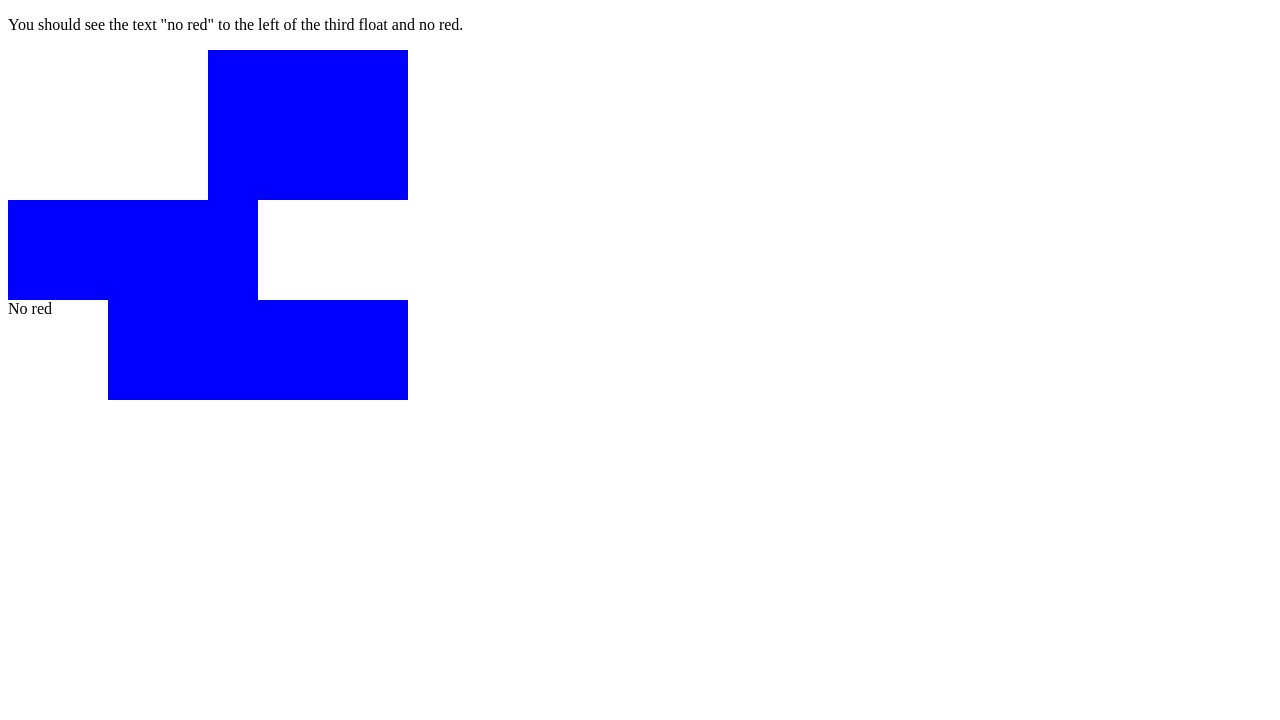 You should see the text "no red" to the left of the third float and no red.
No red